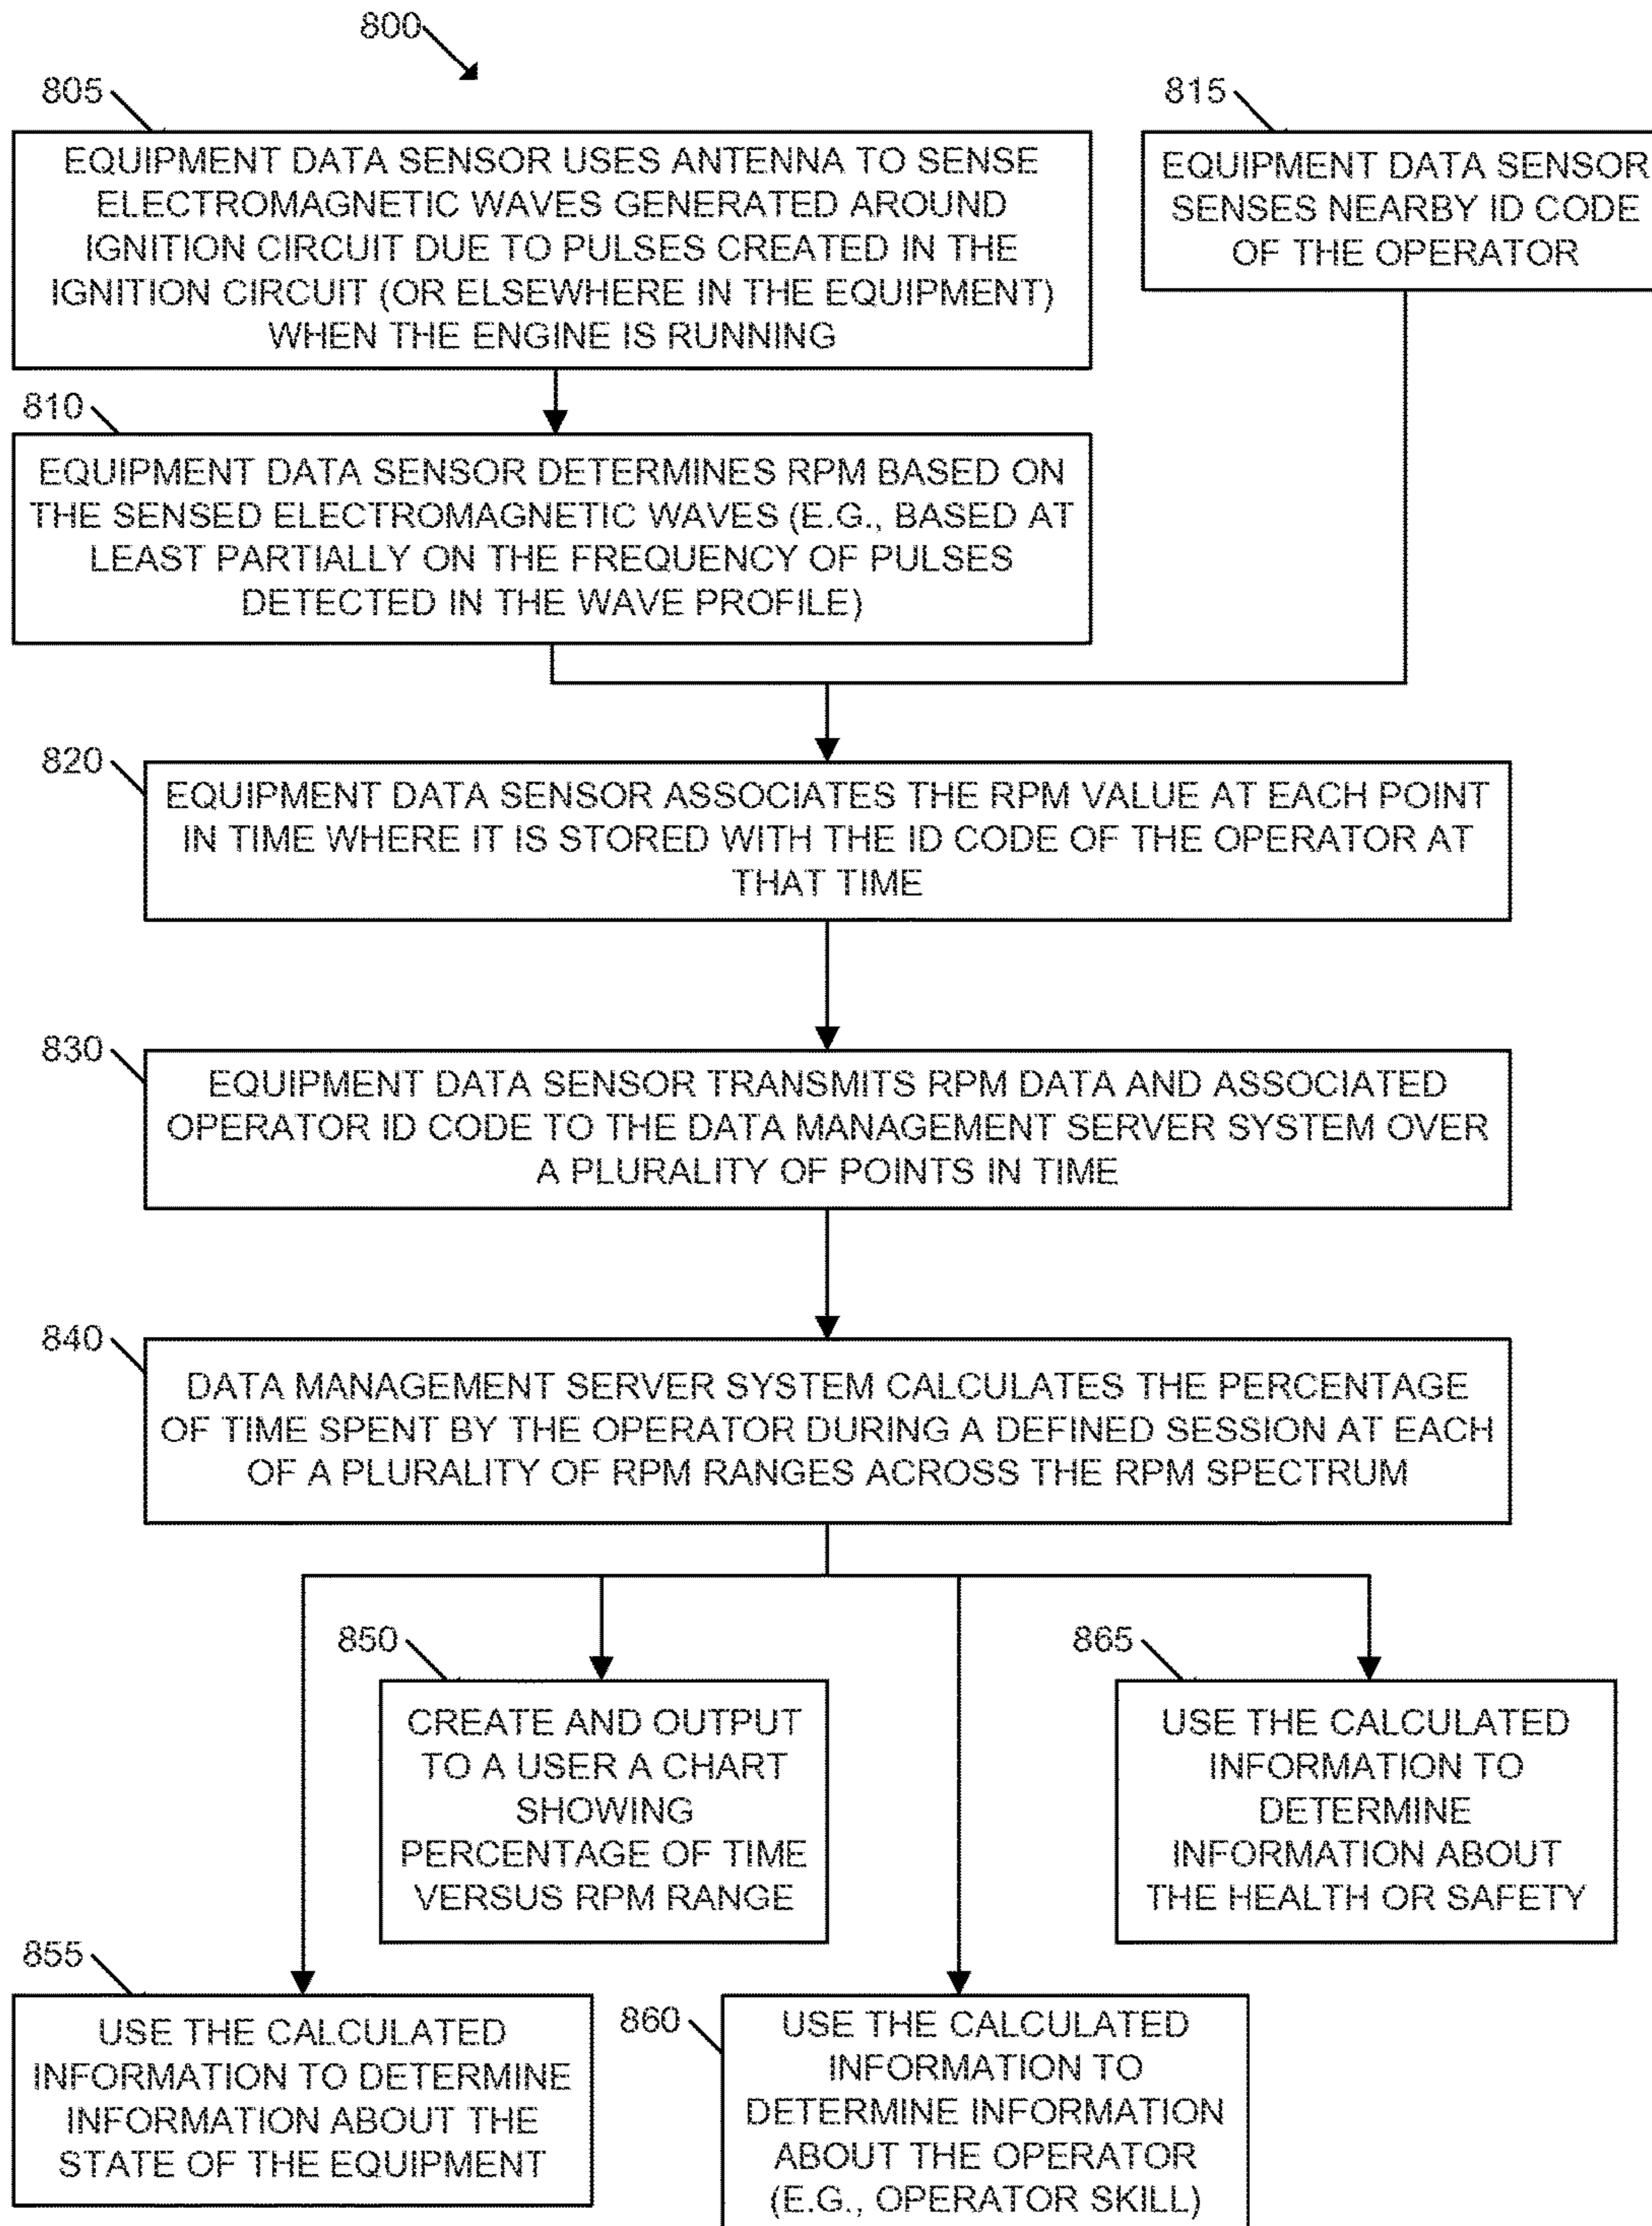 800
805
EQUIPMENT DATA SENSOR USES ANTENNA TO SENSE
ELECTROMAGNETIC WAVES GENERATED AROUND
IGNITION CIRCUIT DUE TO PULSES CREATED IN THE
IGNITION CIRCUIT (OR ELSEWHERE IN THE EQUIPMENT)
WHEN THE ENGINE IS RUNNING
815
EQUIPMENT DATA SENSOR
SENSES NEARBY ID CODE
OF THE OPERATOR
810
EQUIPMENT DATA SENSOR DETERMINES RPM BASED ON
THE SENSED ELECTROMAGNETIC WAVES (E.G., BASED AT
LEAST PARTIALLY ON THE FREQUENCY OF PULSES
DETECTED IN THE WAVE PROFILE)
820
EQUIPMENT DATA SENSOR ASSOCIATES THE RPM VALUE AT EACH POINT
IN TIME WHERE IT IS STORED WITH THE ID CODE OF THE OPERATOR AT
THAT TIME
830
EQUIPMENT DATA SENSOR TRANSMITS RPM DATA AND ASSOCIATED
OPERATOR ID CODE TO THE DATA MANAGEMENT SERVER SYSTEM OVER
A PLURALITY OF POINTS IN TIME
840
DATA MANAGEMENT SERVER SYSTEM CALCULATES THE PERCENTAGE
OF TIME SPENT BY THE OPERATOR DURING A DEFINED SESSION AT EACH
OF A PLURALITY OF RPM RANGES ACROSS THE RPM SPECTRUM
850
CREATE AND OUTPUT
TO A USER A CHART
SHOWING
PERCENTAGE OF TIME
VERSUS RPM RANGE
865
USE THE CALCULATED
INFORMATION TO
DETERMINE
INFORMATION ABOUT
THE HEALTH OR SAFETY
855
USE THE CALCULATED
INFORMATION TO DETERMINE
INFORMATION ABOUT THE
STATE OF THE EQUIPMENT
860
USE THE CALCULATED
INFORMATION TO
DETERMINE INFORMATION
ABOUT THE OPERATOR
(E.G., OPERATOR SKILL)